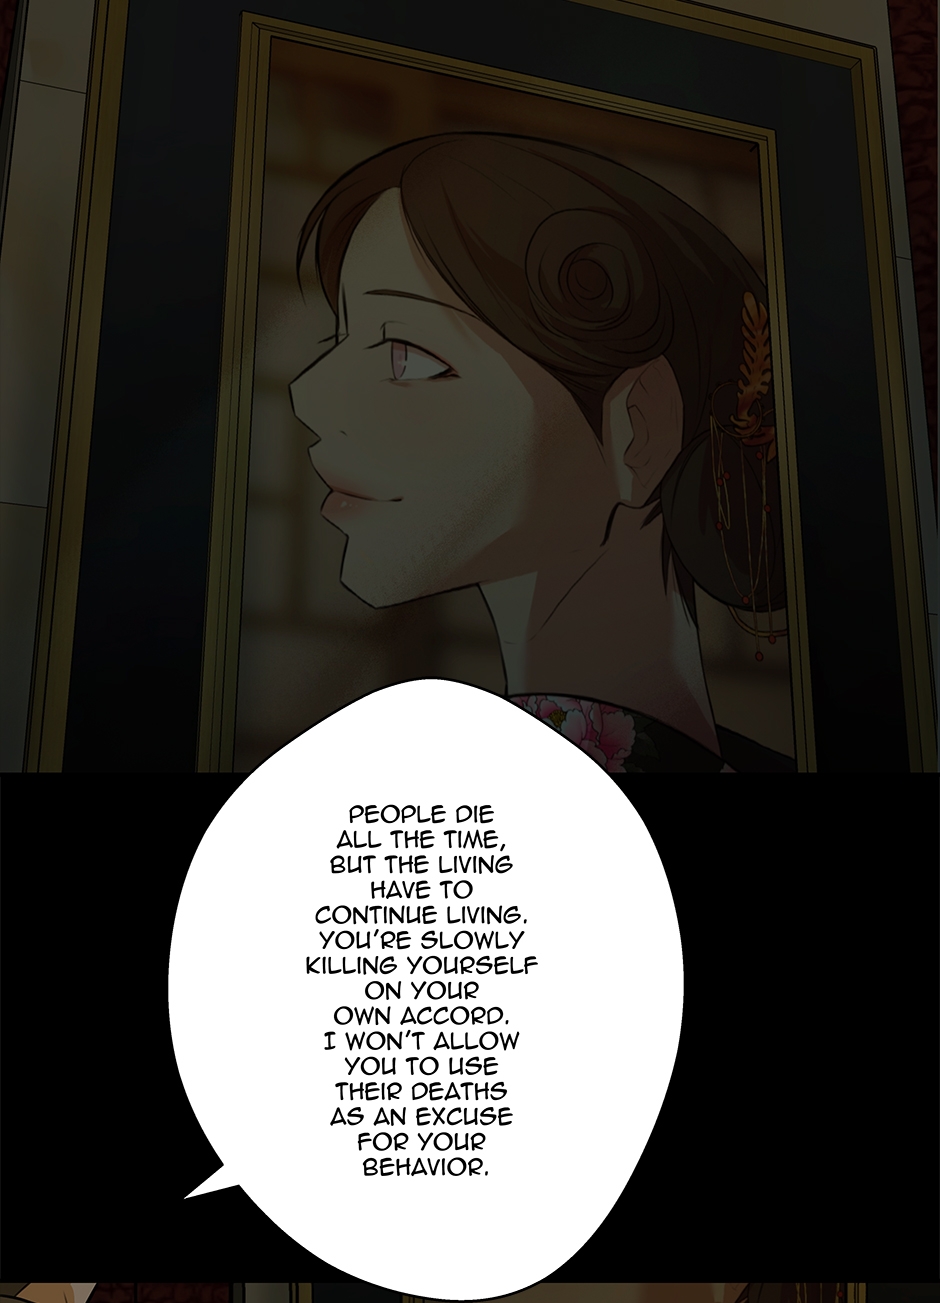 PEOPLE DIE
ALL THE TIME,
BUT THE LIVING
HAVE TO
CONTINUE LIVING.
YOU'RE SLOWLY
KILLING YOURSELF
ON YOUR
OWN ACCORD.
I WON'T ALLOW
YOU TO USE
THEIR DEATHS
AS AN EXCUSE
FOR YOUR
BEHAVIOR.